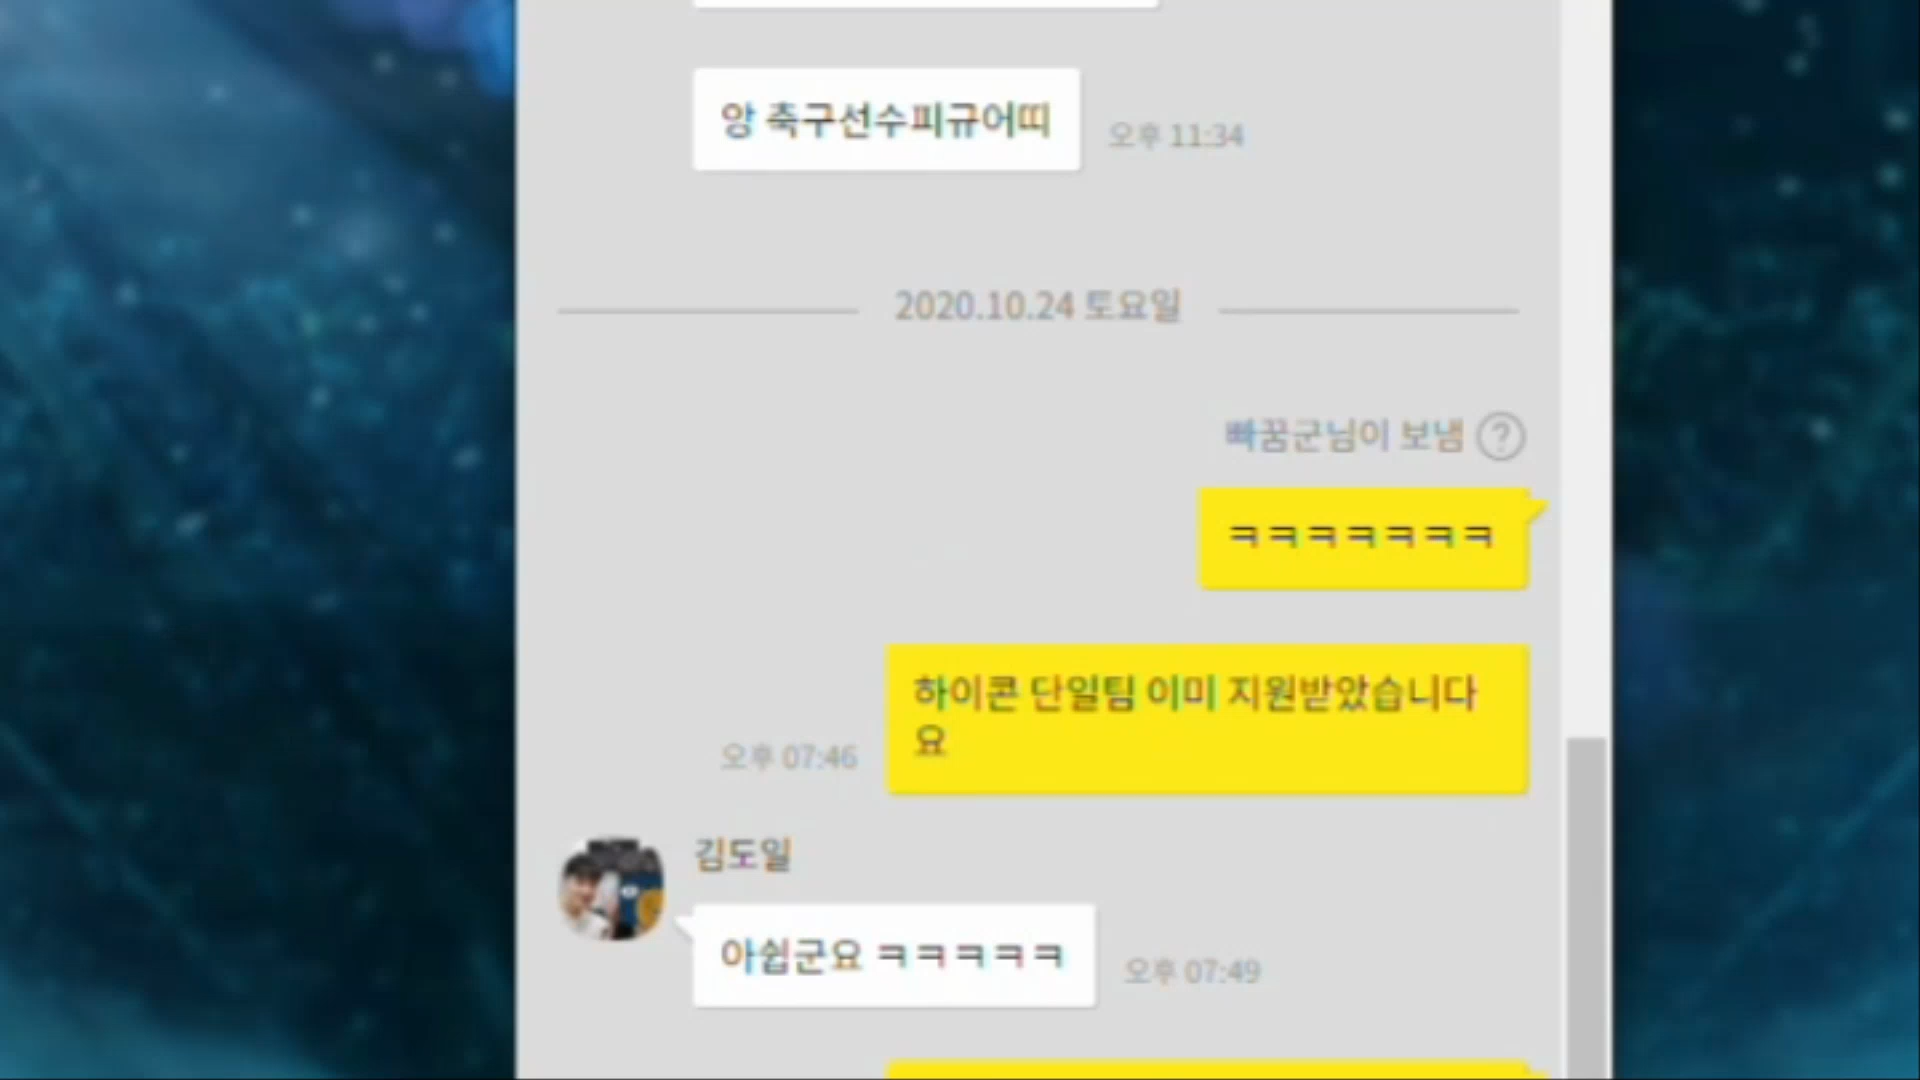 앙 축구선수피규어띠
오후 11:34
2020.10.24 토요일
빠꿈군님이 보냄 ?
ㅋㅋㅋㅋㅋㅋㅋ
하이콘 단일팀 이미 지원받았습니다
요
오후 07:46
김도일
아쉽군요 ㅋㅋㅋㅋㅋ
오후 07:49